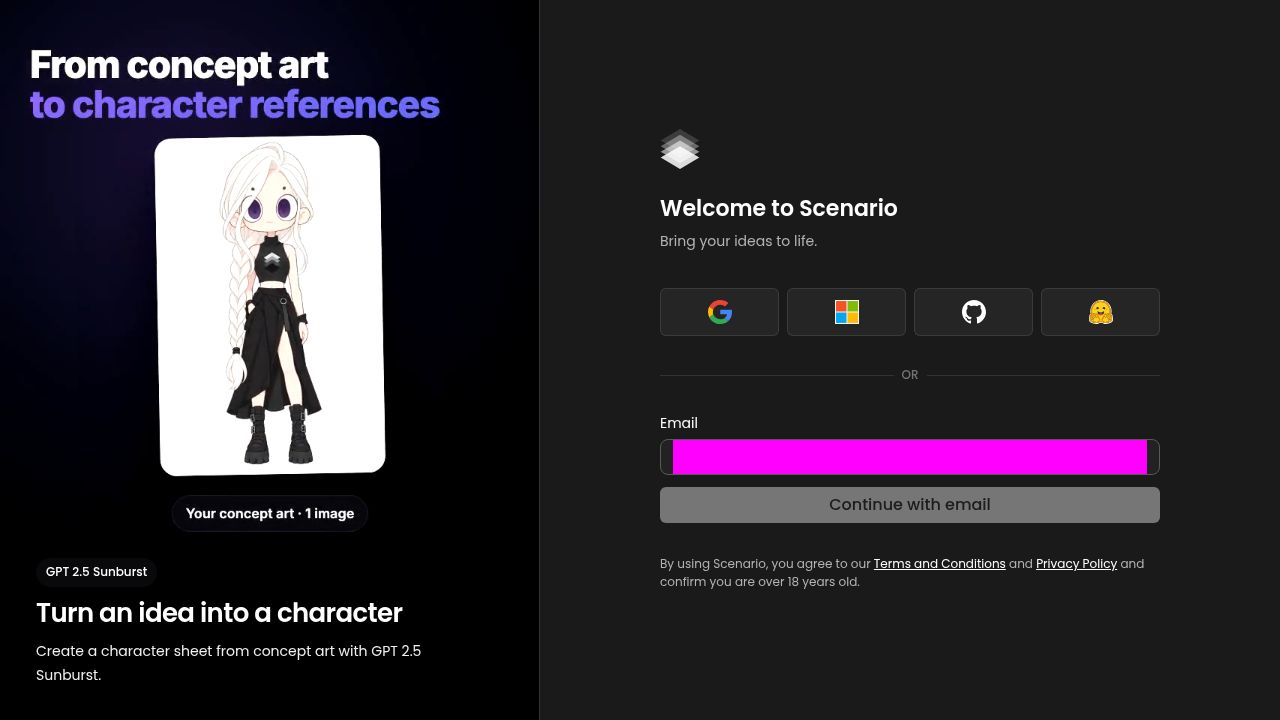 From concept art
to character references
Your concept art · 1 image
GPT 2.5 Sunburst
Turn an idea into a character
Create a character sheet from concept art with GPT 2.5
Sunburst.
Welcome to Scenario
Bring your ideas to life.
OR
Email
Continue with email
By using Scenario, you agree to our Terms and Conditions and Privacy Policy and
confirm you are over 18 years old.